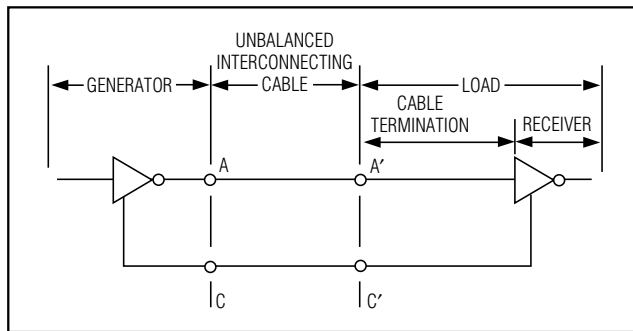 UNBALANCED
INTERCONNECTING
GENERATOR CABLE LOAD
CABLE
TERMINATION RECEIVER
A A′
C C′